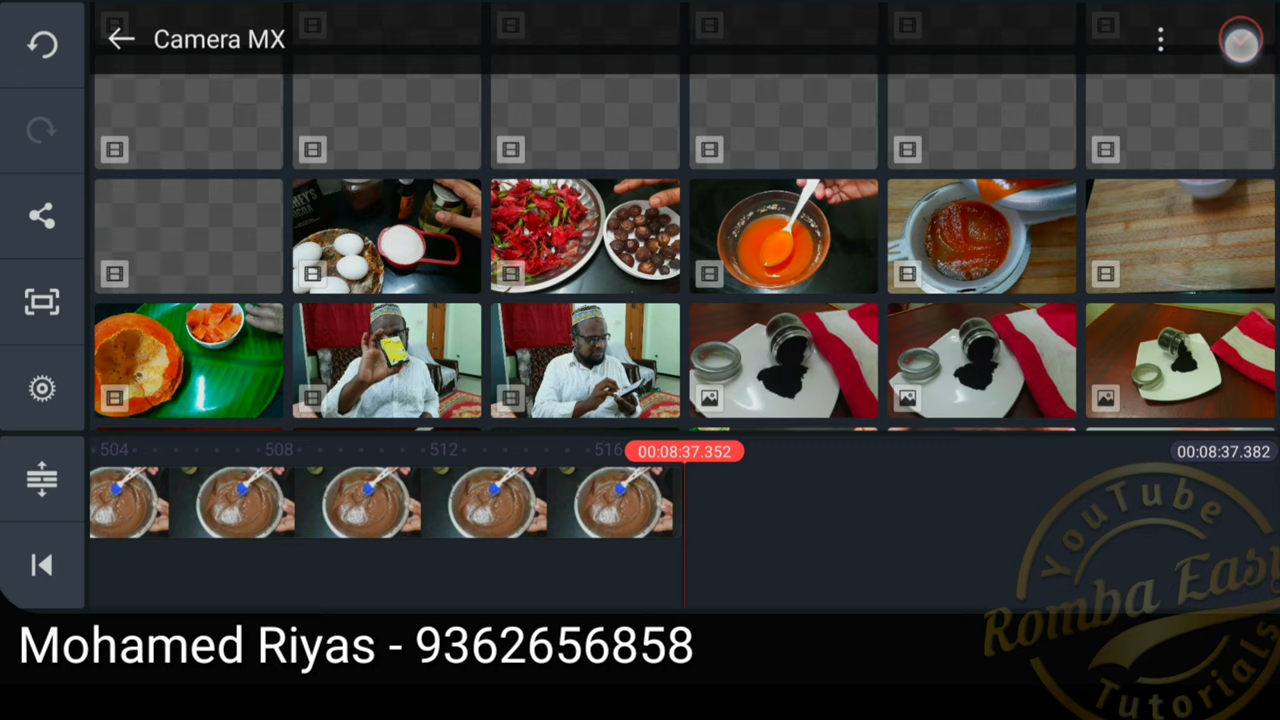 Camera MX
504 508 512 516 00:08:37.352 00:08:37.382
YouTube
Romba Easy
Tutorials
Mohamed Riyas - 9362656858